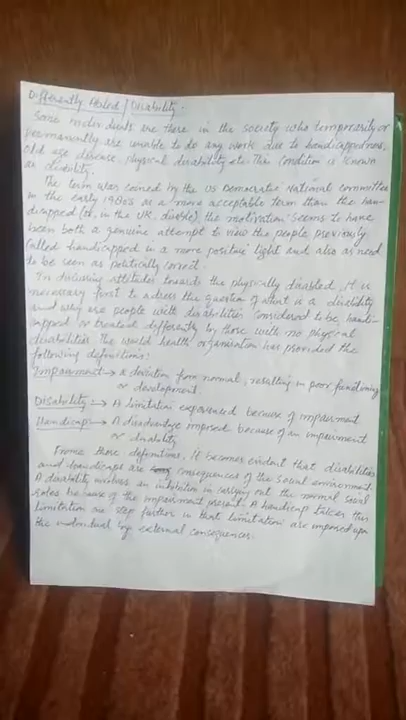 Differently Abled / Disability.
Some individuals are there in the society who temporarily or
permanently are unable to do any work due to handicappedness,
Old age disease, physical disability etc. This condition is known
as disability.
The term was coined by the US Democratic National committee
in the early 1980s as a more acceptable term than the han-
dicapped (or, in the UK, disable) the motivation seems to have
been both a genuine attempt to view the people previously
called handicapped in a more positive light and also as need
to be seen as politically correct.
In discussing attitudes towards the physically disabled, it is
necessary first to adress the question of what is a disability
and why are people with disabilities considered to be handi-
capped or treated differently by those with no physical
disabilities. The world health organisation has provided the
following definitions:
Impairment → a deviation from normal, resulting in poor functioning
or development.
Disability → A limitation experienced because of impairment
Handicap → A disadvantage imposed because of an impairment
or disability
From these definitions, It becomes evident that disabilities
and handicaps are consequences of the social environment.
A disability involves an inhibition in carrying out the normal social
roles because of the impairment present. A handicap takes this
limitation one step further in that limitation are imposed upon
the individual by external consequences.